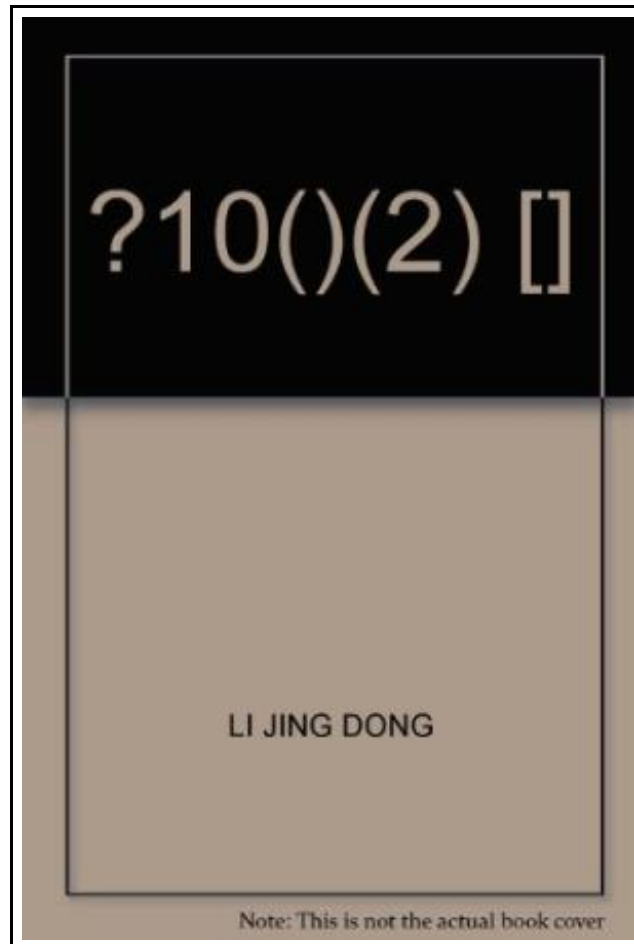 ?10()(2) []
LI JING DONG
Note: This is not the actual book cover